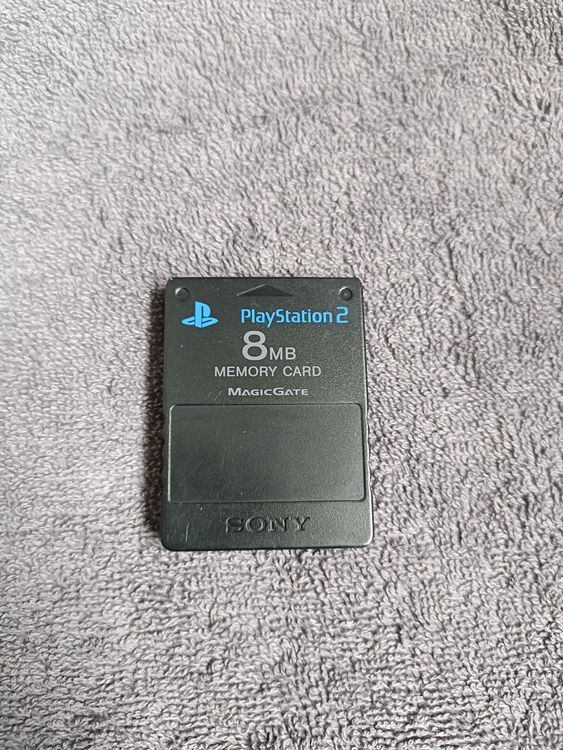 PlayStation 2
8MB
MEMORY CARD
MAGICGATE
SONY